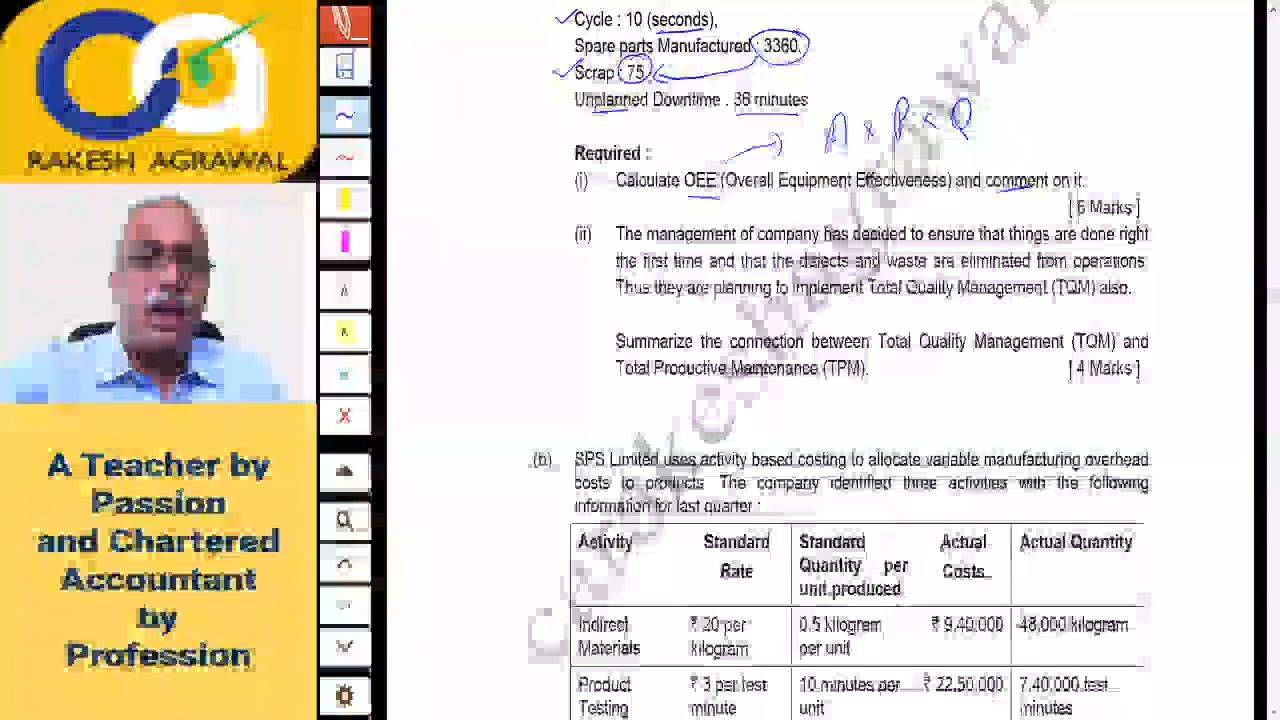 RAKESH AGRAWAL
A Teacher by
Passion
and Chartered
Accountant
by
Profession
Cycle : 10 (seconds),
Spare parts Manufactured : 3360,
Scrap : 75
Unplanned Downtime : 36 minutes
A x P x Q
Required :
(i) Calculate OEE (Overall Equipment Effectiveness) and comment on it.
[ 6 Marks ]
(ii) The management of company has decided to ensure that things are done right
the first time and that the defects and waste are eliminated from operations.
Thus they are planning to implement Total Quality Management (TQM) also.
Summarize the connection between Total Quality Management (TQM) and
Total Productive Maintenance (TPM). [ 4 Marks ]
(b) SPS Limited uses activity based costing to allocate variable manufacturing overhead
costs to products. The company identified three activities with the following
information for last quarter :
Activity Standard Rate Standard Quantity per unit produced Actual Costs Actual Quantity
Indirect Materials ₹ 20 per kilogram 0.5 kilogram per unit ₹ 9,40,000 48,000 kilogram
Product Testing ₹ 3 per test minute 10 minutes per unit ₹ 22,50,000 7,40,000 test minutes